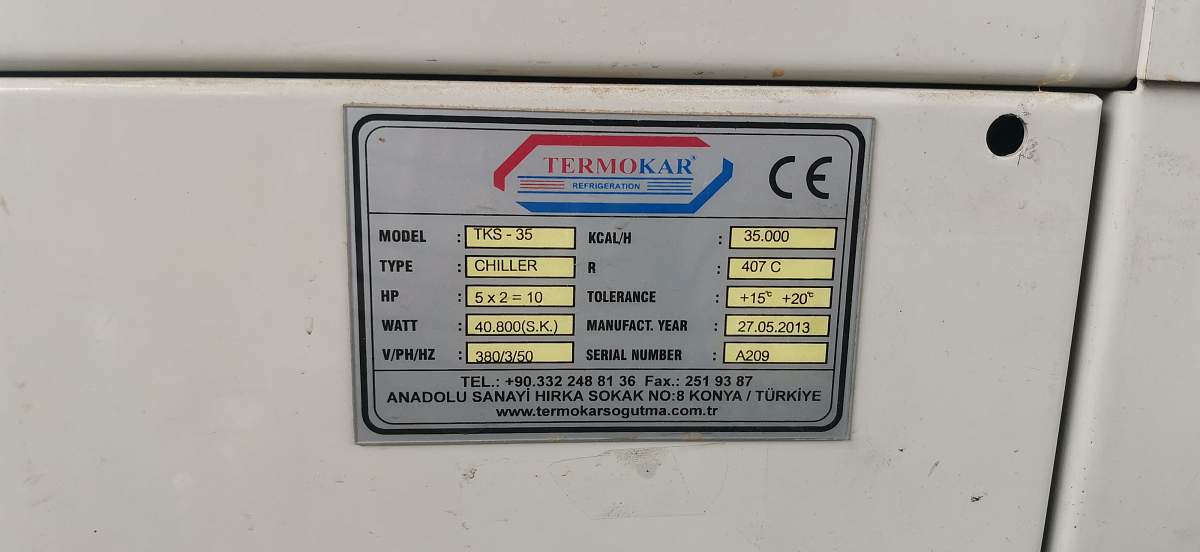 TERMOKAR
REFRIGERATION
CE
MODEL : TKS - 35 KCAL/H : 35.000
TYPE : CHILLER R : 407 C
HP : 5 x 2 = 10 TOLERANCE : +15℃ +20℃
WATT : 40.800(S.K.) MANUFACT. YEAR : 27.05.2013
V/PH/HZ : 380/3/50 SERIAL NUMBER : A209
TEL.: +90.332 248 81 36 Fax.: 251 93 87
ANADOLU SANAYİ HIRKA SOKAK NO:8 KONYA / TÜRKİYE
www.termokarsogutma.com.tr